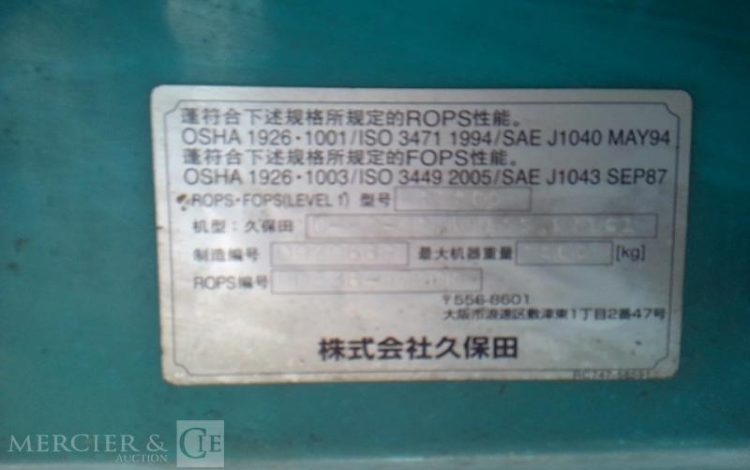 蓬符合下述规格所规定的ROPS性能。
OSHA 1926・1001/ISO 3471 1994/SAE J1040 MAY94
蓬符合下述规格所规定的FOPS性能。
OSHA 1926・1003/ISO 3449 2005/SAE J1043 SEP87
ROPS・FOPS(LEVEL 1) 型号
机型：久保田
制造编号 最大机器重量 [kg]
ROPS编号
〒556-8601
大阪市浪速区敷津東1丁目2番47号
株式会社久保田
MERCIER & CIE
AUCTION